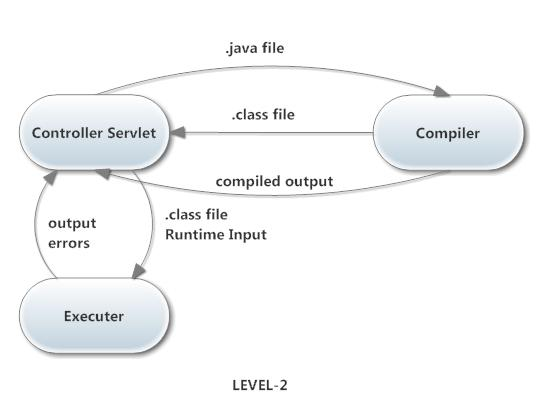 .java file
.class file
Controller Servlet
Compiler
compiled output
.class file
Runtime Input
output
errors
Executer
LEVEL-2